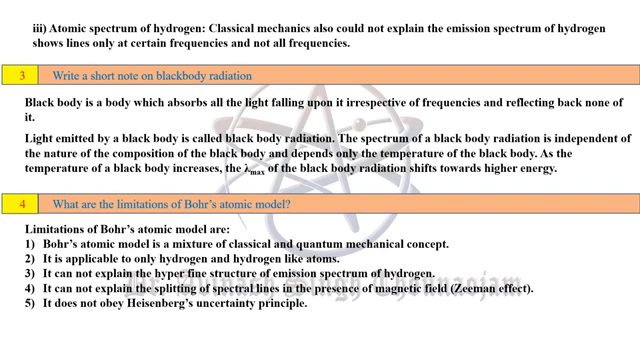 iii) Atomic spectrum of hydrogen: Classical mechanics also could not explain the emission spectrum of hydrogen
shows lines only at certain frequencies and not all frequencies.
3 Write a short note on blackbody radiation
Black body is a body which absorbs all the light falling upon it irrespective of frequencies and reflecting back none of
it.
Light emitted by a black body is called black body radiation. The spectrum of a black body radiation is independent of
the nature of the composition of the black body and depends only the temperature of the black body. As the
temperature of a black body increases, the λmax of the black body radiation shifts towards higher energy.
4 What are the limitations of Bohr's atomic model?
Limitations of Bohr's atomic model are:
1) Bohr's atomic model is a mixture of classical and quantum mechanical concept.
2) It is applicable to only hydrogen and hydrogen like atoms.
3) It can not explain the hyper fine structure of emission spectrum of hydrogen.
Dr. Avinash Singh Thounaojam
4) It can not explain the splitting of spectral lines in the presence of magnetic field (Zeeman effect).
5) It does not obey Heisenberg's uncertainty principle.